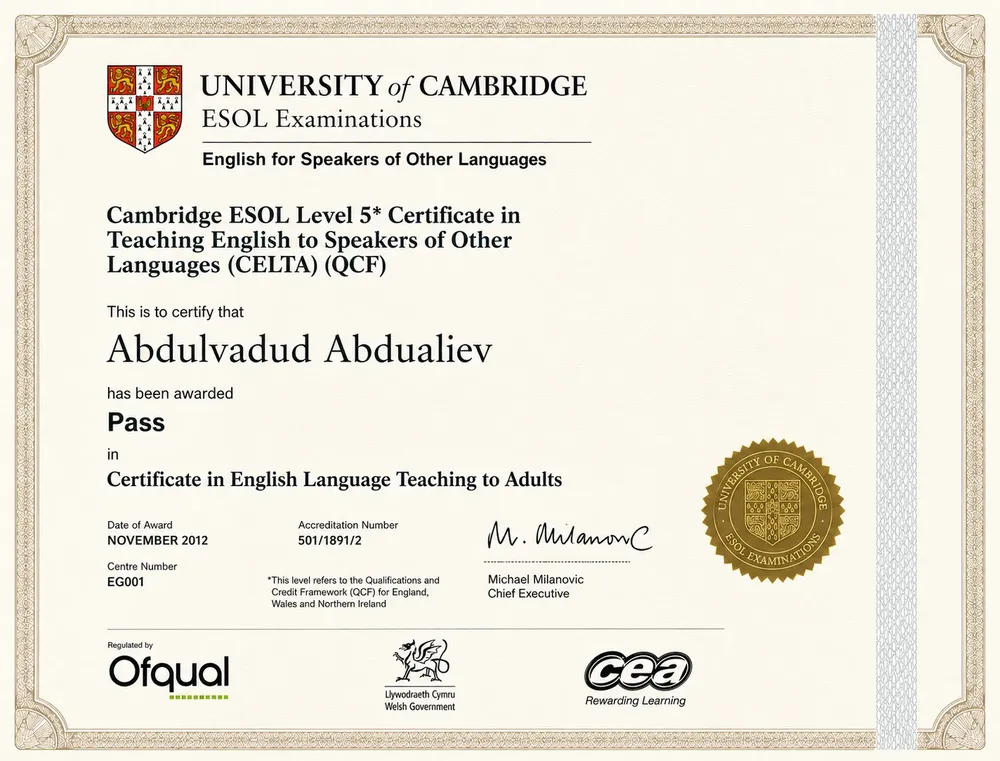 UNIVERSITY of CAMBRIDGE
ESOL Examinations
English for Speakers of Other Languages
Cambridge ESOL Level 5* Certificate in
Teaching English to Speakers of Other
Languages (CELTA) (QCF)
This is to certify that
Abdulvadud Abdualiev
has been awarded
Pass
in
Certificate in English Language Teaching to Adults
Date of Award
NOVEMBER 2012
Accreditation Number
501/1891/2
Centre Number
EG001
*This level refers to the Qualifications and
Credit Framework (QCF) for England,
Wales and Northern Ireland
M. Milanovic
Michael Milanovic
Chief Executive
UNIVERSITY OF CAMBRIDGE
ESOL EXAMINATIONS
Regulated by
Ofqual
Llywodraeth Cymru
Welsh Government
cea
Rewarding Learning